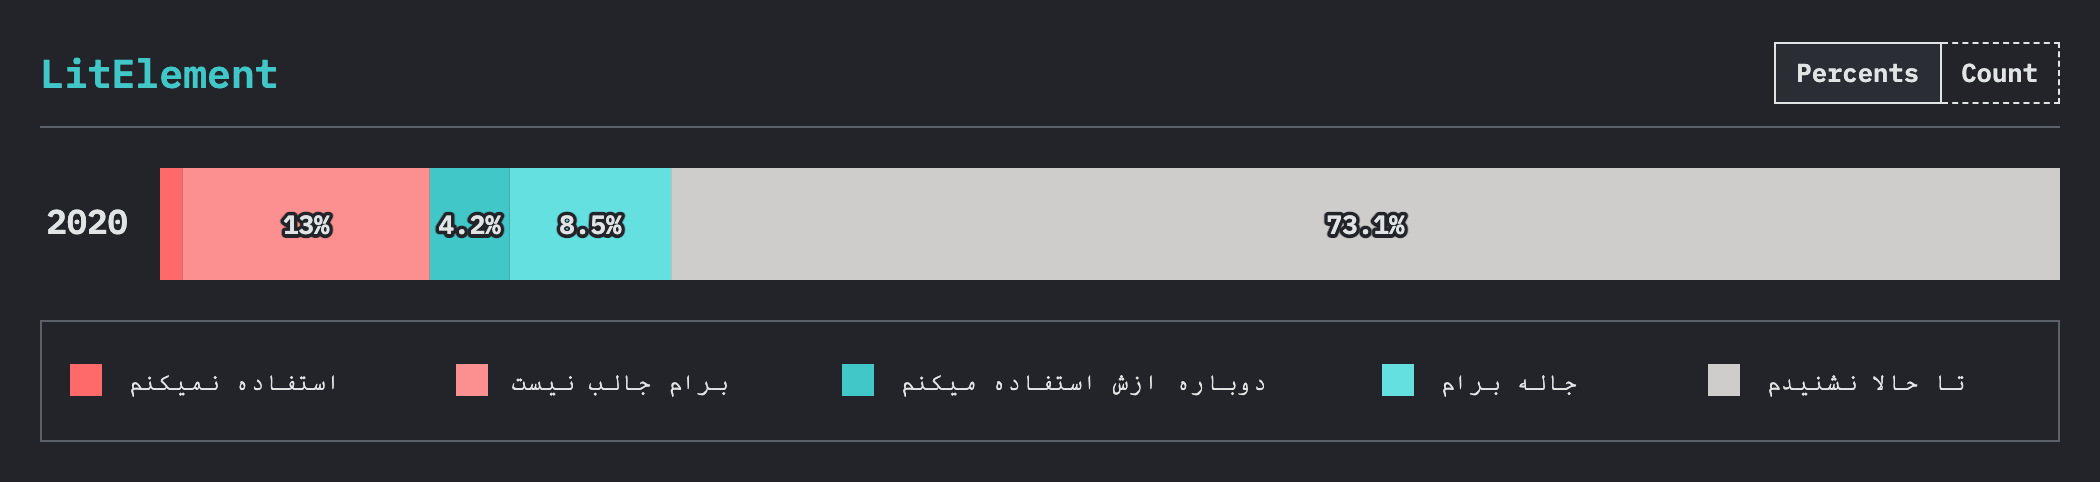 LitElement
Percents Count
2020 13% 4.2% 8.5% 73.1%
استفاده نمیکنم
برام جالب نیست
دوباره ازش استفاده میکنم
جاله برام
تا حالا نشنیدم